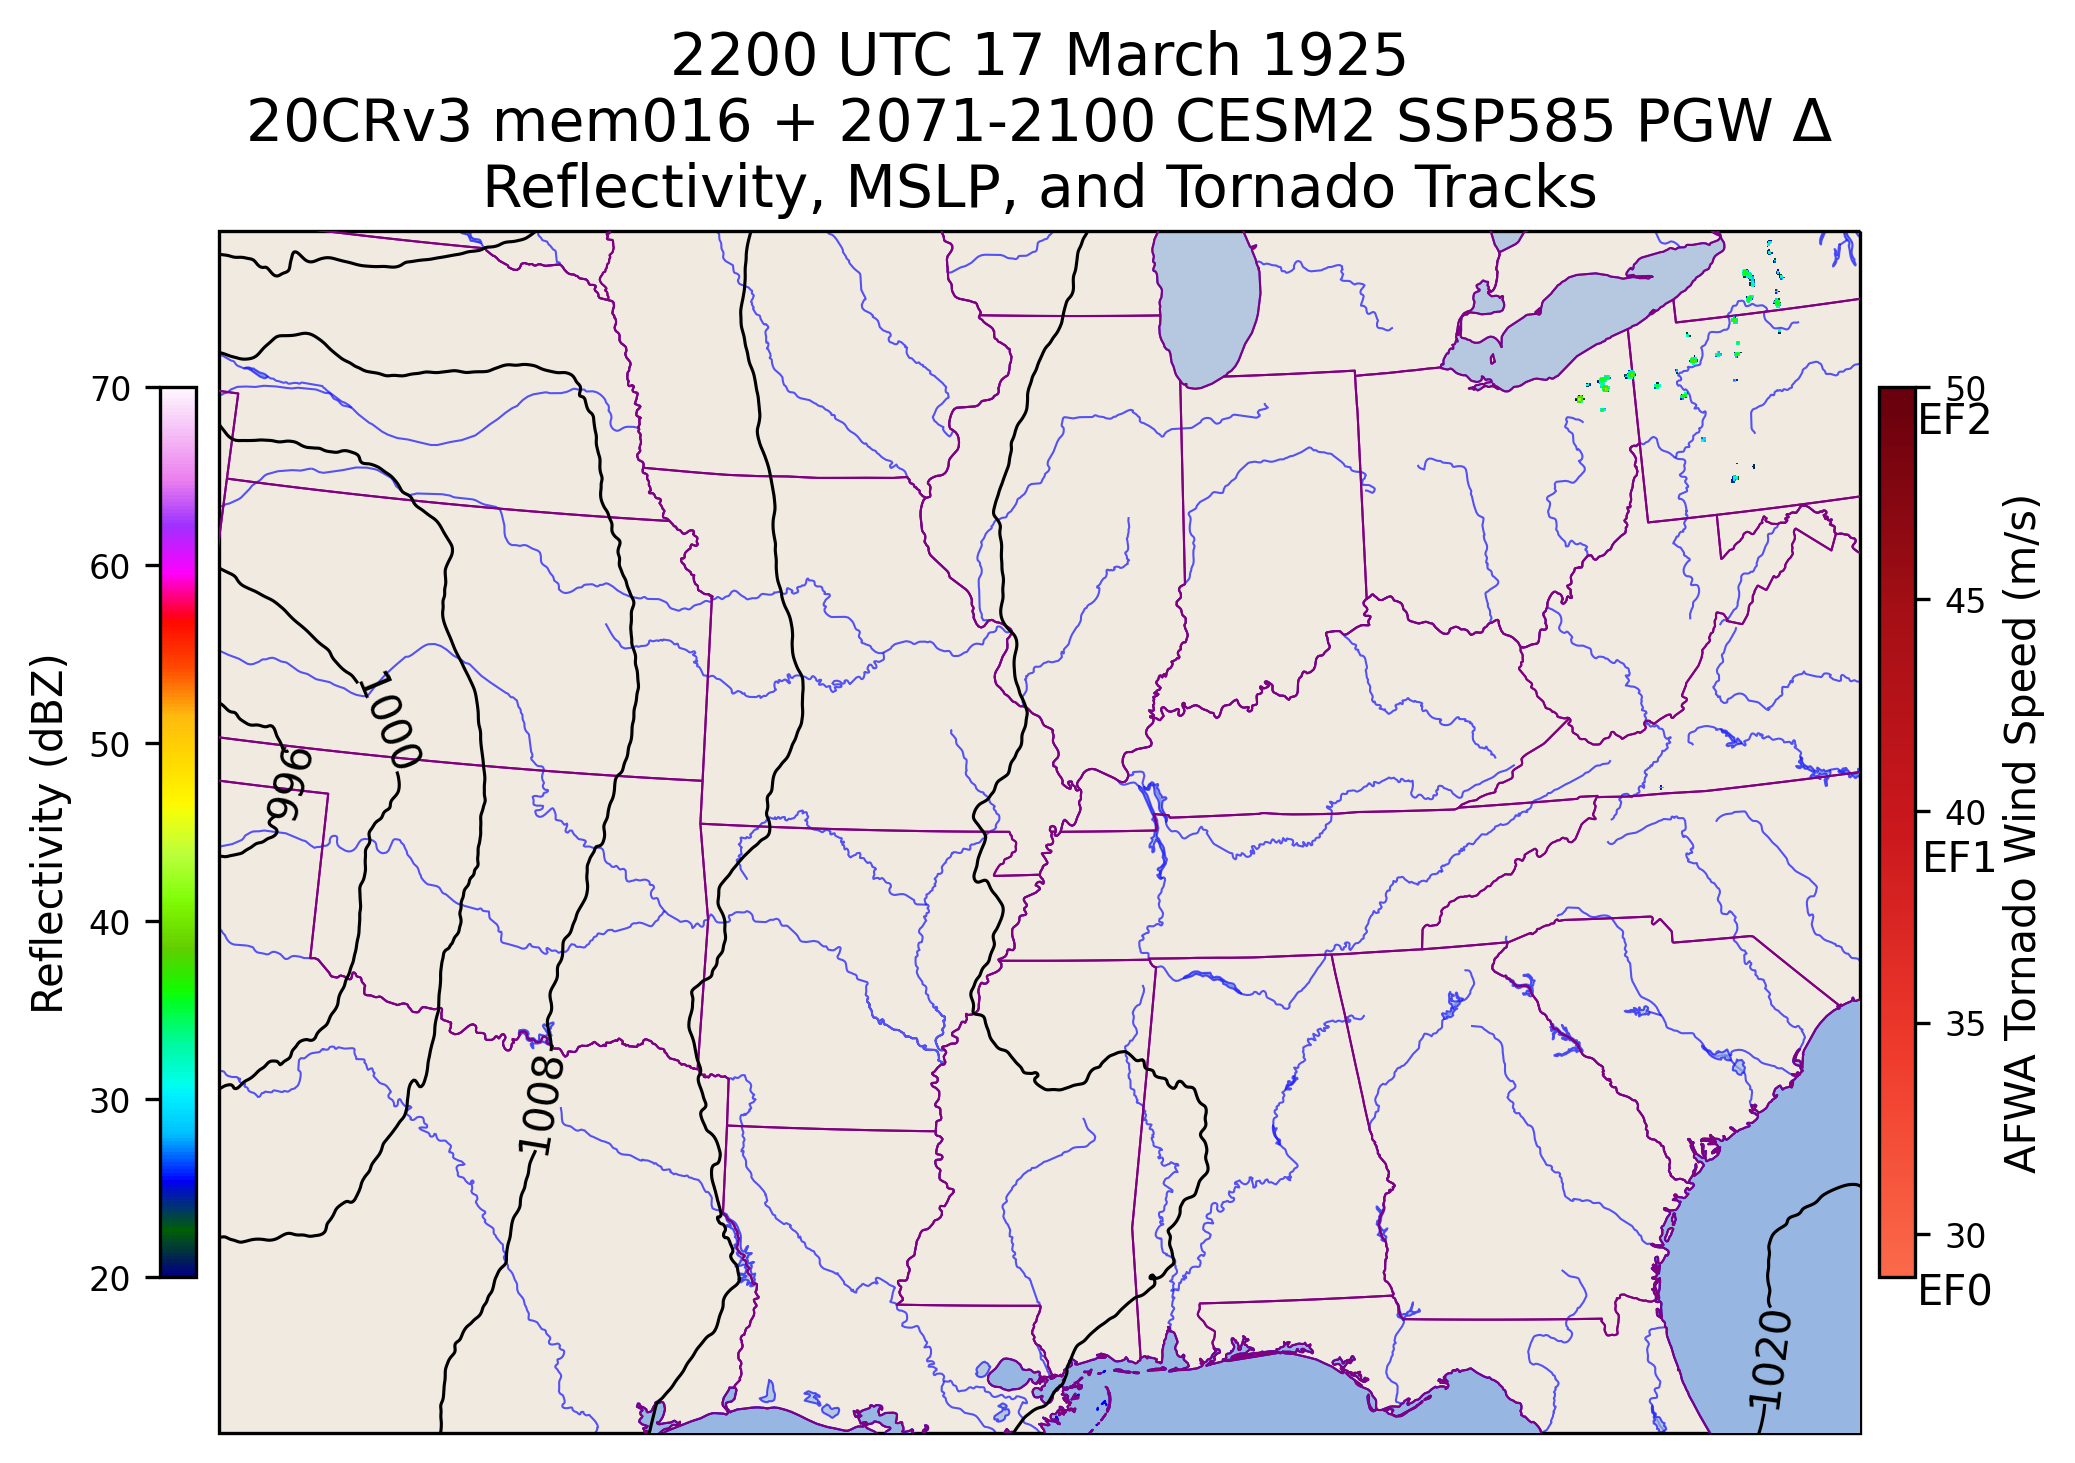 2200 UTC 17 March 1925
20CRv3 mem016 + 2071-2100 CESM2 SSP585 PGW Δ
Reflectivity, MSLP, and Tornado Tracks
70
60
50
40
30
20
Reflectivity (dBZ)
1000
996
1008
1020
50
EF2
45
40
EF1
35
30
EF0
AFWA Tornado Wind Speed (m/s)